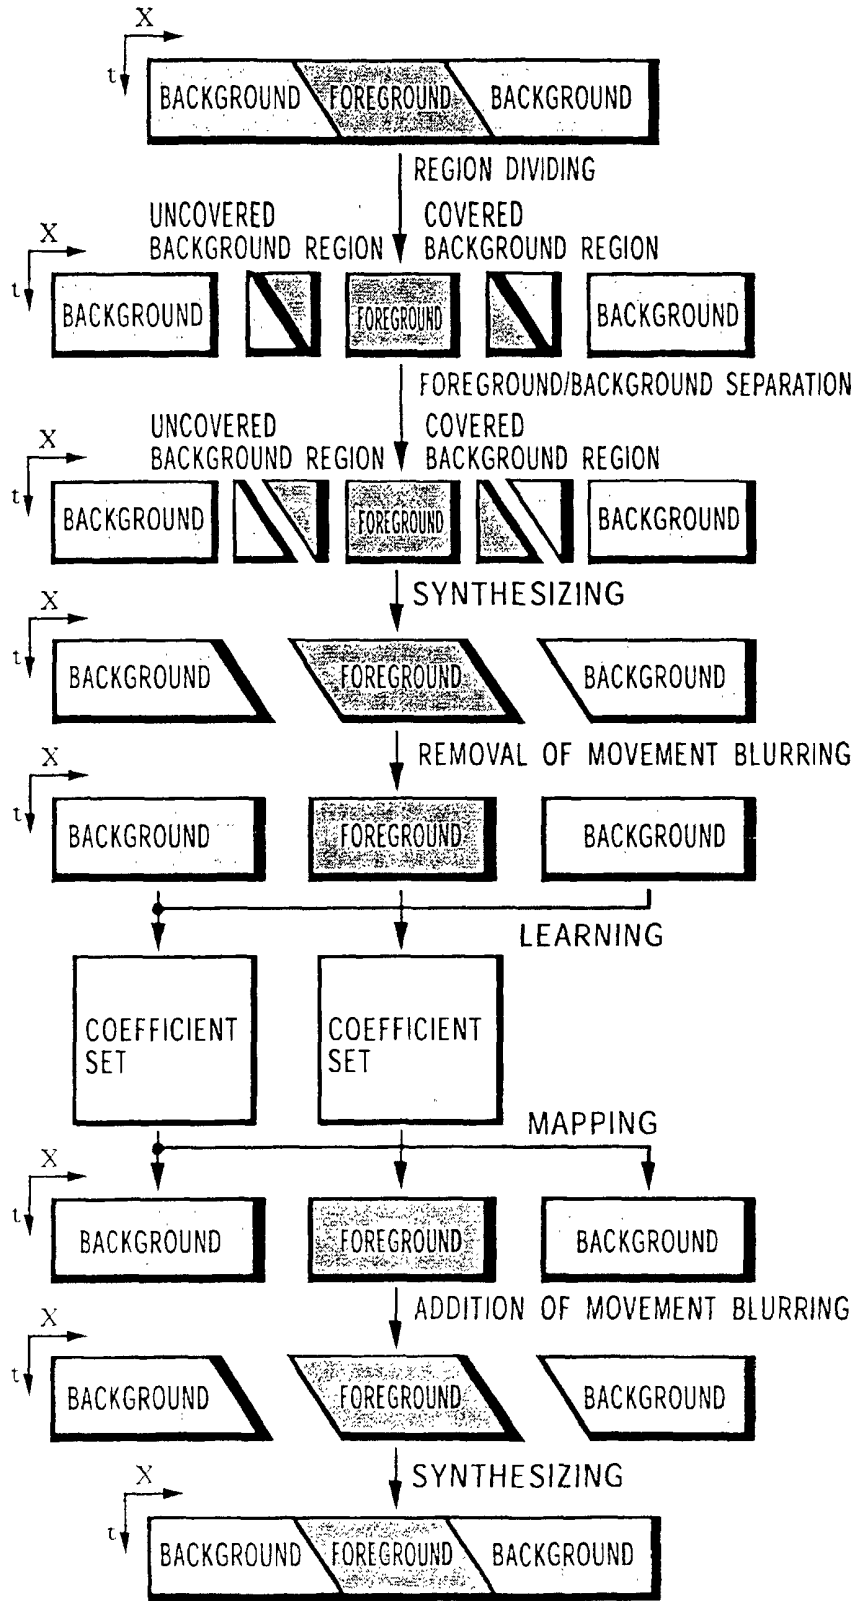 X
t
BACKGROUND FOREGROUND BACKGROUND
REGION DIVIDING
UNCOVERED BACKGROUND REGION
COVERED BACKGROUND REGION
X
t
BACKGROUND FOREGROUND BACKGROUND
FOREGROUND/BACKGROUND SEPARATION
UNCOVERED BACKGROUND REGION
COVERED BACKGROUND REGION
X
t
BACKGROUND FOREGROUND BACKGROUND
SYNTHESIZING
X
t
BACKGROUND FOREGROUND BACKGROUND
REMOVAL OF MOVEMENT BLURRING
X
t
BACKGROUND FOREGROUND BACKGROUND
LEARNING
COEFFICIENT SET
COEFFICIENT SET
MAPPING
X
t
BACKGROUND FOREGROUND BACKGROUND
ADDITION OF MOVEMENT BLURRING
X
t
BACKGROUND FOREGROUND BACKGROUND
SYNTHESIZING
X
t
BACKGROUND FOREGROUND BACKGROUND